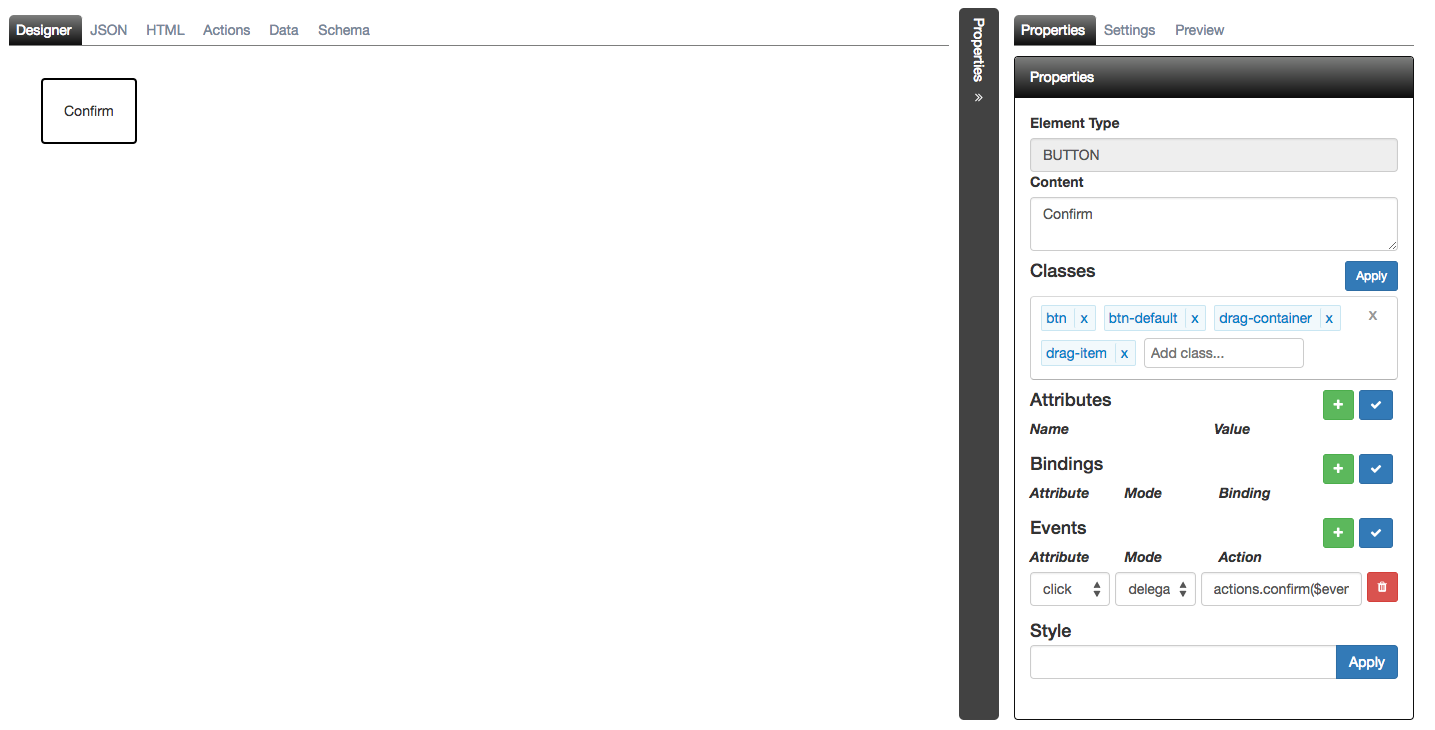 Designer JSON HTML Actions Data Schema
Confirm
Properties »
Properties Settings Preview
Properties
Element Type
BUTTON
Content
Confirm
Classes Apply
btn x btn-default x drag-container x x
drag-item x Add class...
Attributes
Name Value
Bindings
Attribute Mode Binding
Events
Attribute Mode Action
click delega actions.confirm($ever
Style
Apply